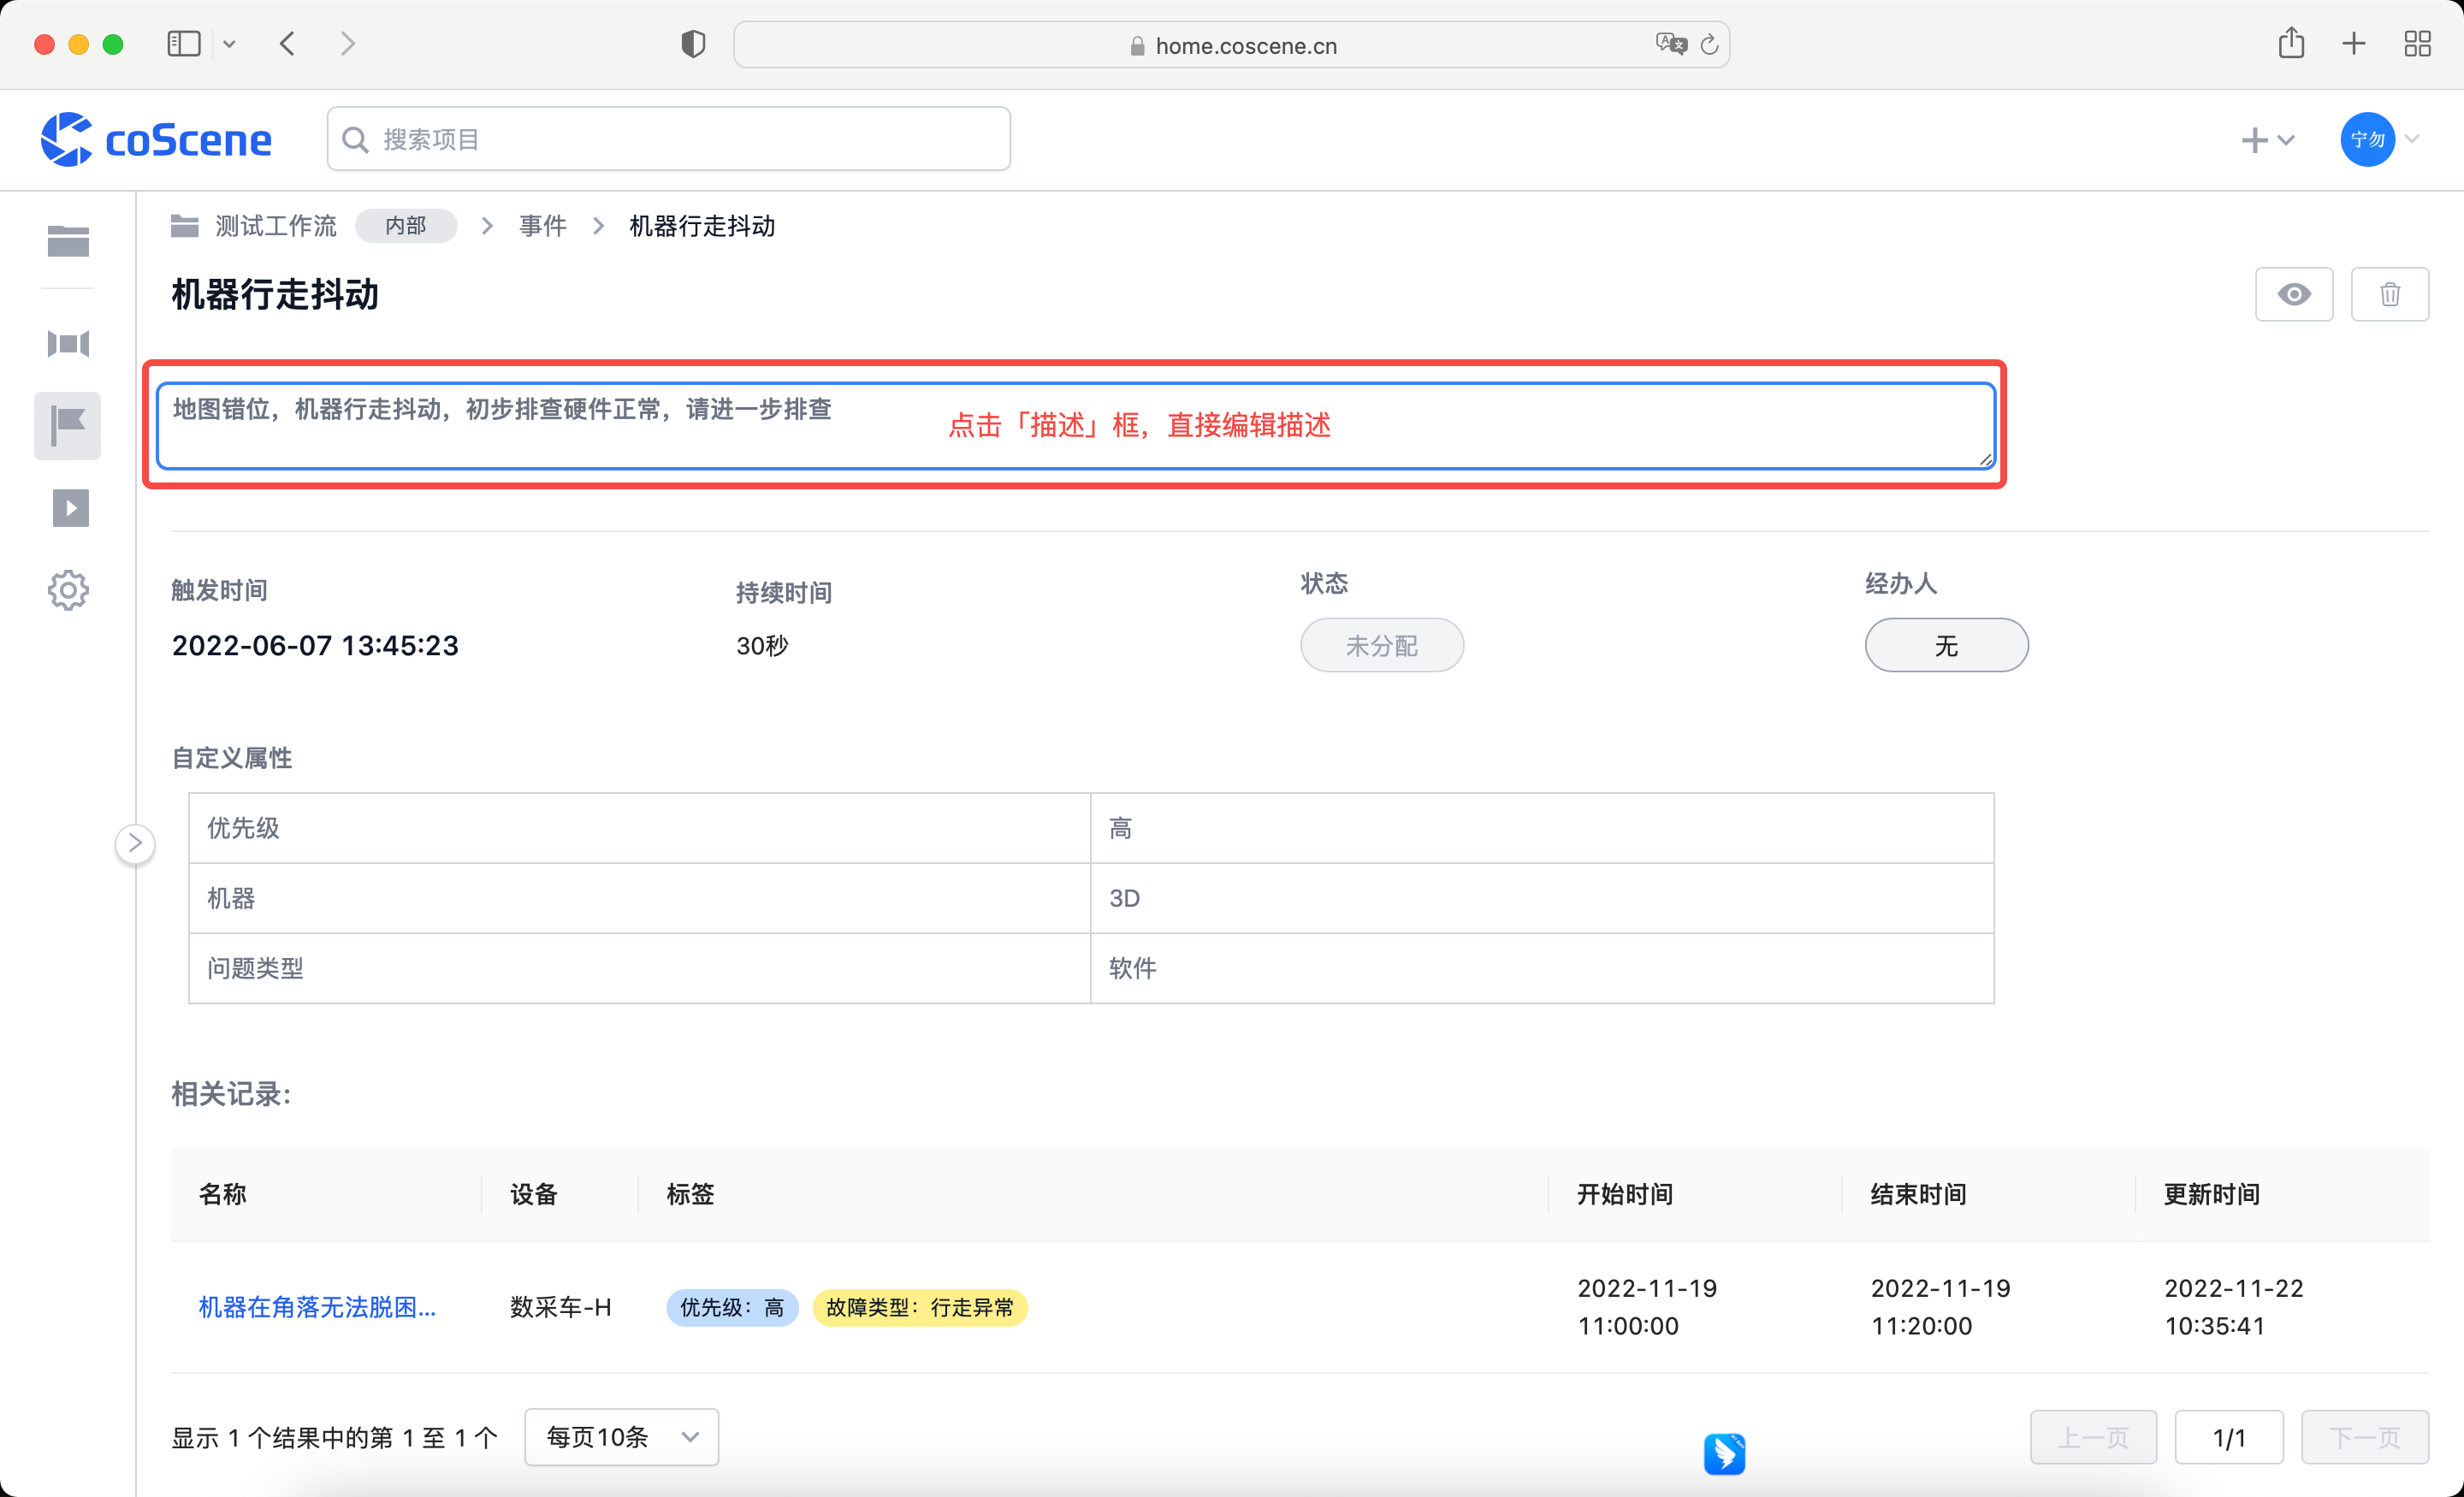 home.coscene.cn
coScene
搜索项目
宁勿
测试工作流 内部 事件 机器行走抖动
机器行走抖动
地图错位，机器行走抖动，初步排查硬件正常，请进一步排查
点击「描述」框，直接编辑描述
触发时间 持续时间 状态 经办人
2022-06-07 13:45:23 30秒 未分配 无
自定义属性
优先级 高
机器 3D
问题类型 软件
相关记录：
名称 设备 标签 开始时间 结束时间 更新时间
机器在角落无法脱困... 数采车-H 优先级：高 故障类型：行走异常 2022-11-19 2022-11-19 2022-11-22
11:00:00 11:20:00 10:35:41
显示 1 个结果中的第 1 至 1 个 每页10条 上一页 1/1 下一页